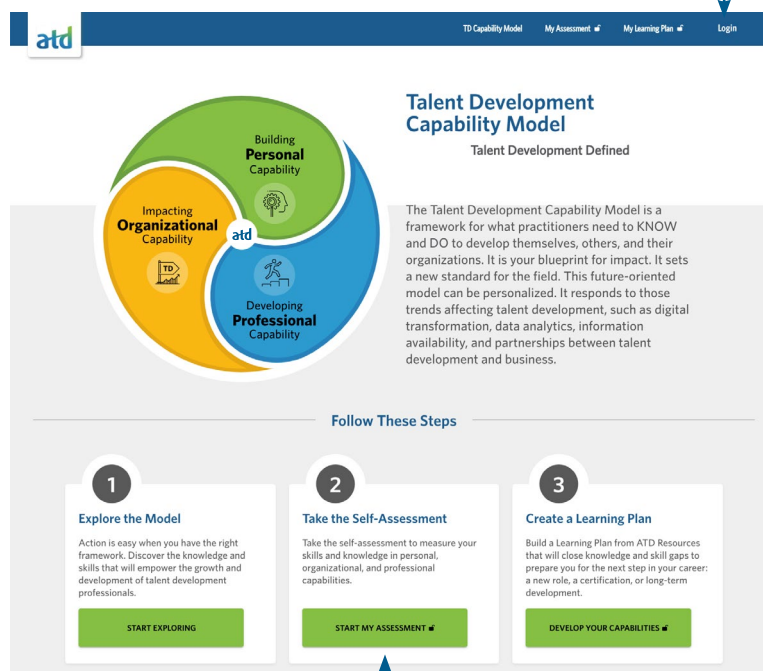 atd
TD Capability Model
My Assessment
My Learning Plan
Login
Building
Personal
Capability
Impacting
Organizational
Capability
atd
TD
Developing
Professional
Capability
Talent Development
Capability Model
Talent Development Defined
The Talent Development Capability Model is a
framework for what practitioners need to KNOW
and DO to develop themselves, others, and their
organizations. It is your blueprint for impact. It sets
a new standard for the field. This future-oriented
model can be personalized. It responds to those
trends affecting talent development, such as digital
transformation, data analytics, information
availability, and partnerships between talent
development and business.
Follow These Steps
1
Explore the Model
Action is easy when you have the right
framework. Discover the knowledge and
skills that will empower the growth and
development of talent development
professionals.
START EXPLORING
2
Take the Self-Assessment
Take the self-assessment to measure your
skills and knowledge in personal,
organizational, and professional
capabilities.
START MY ASSESSMENT
3
Create a Learning Plan
Build a Learning Plan from ATD Resources
that will close knowledge and skill gaps to
prepare you for the next step in your career:
a new role, a certification, or long-term
development.
DEVELOP YOUR CAPABILITIES